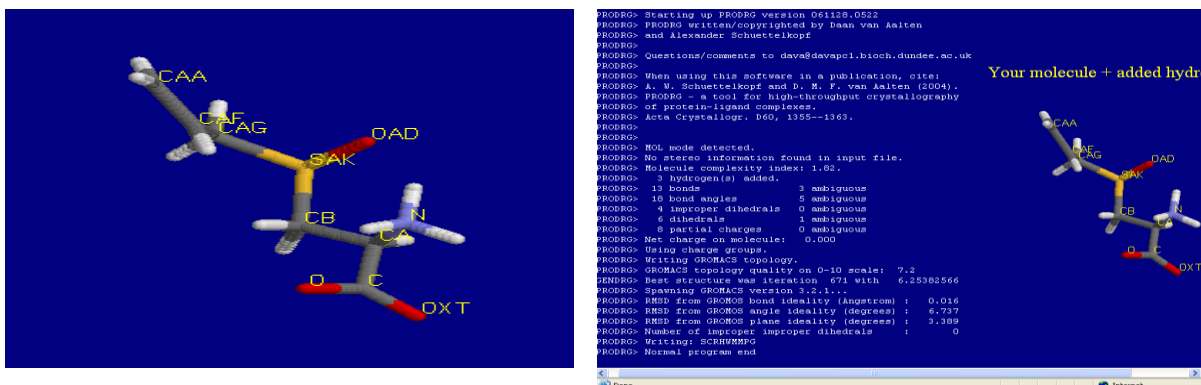 CAA
CAF
CAG
OAD
SAK
CB
N
CA
O
C
OXT
PRODRG> Starting up PRODRG version 061128.0522
PRODRG> PRODRG written/copyrighted by Daan van Aalten
PRODRG> and Alexander Schuettelkopf
PRODRG>
PRODRG> Questions/comments to dava@davapc1.bioch.dundee.ac.uk
PRODRG>
PRODRG> When using this software in a publication, cite:
PRODRG> A. W. Schuettelkopf and D. M. F. van Aalten (2004).
PRODRG> PRODRG - a tool for high-throughput crystallography
PRODRG> of protein-ligand complexes.
PRODRG> Acta Crystallogr. D60, 1355--1363.
PRODRG>
PRODRG>
PRODRG> MOL mode detected.
PRODRG> No stereo information found in input file.
PRODRG> Molecule complexity index: 1.82.
PRODRG> 3 hydrogen(s) added.
PRODRG> 13 bonds 3 ambiguous
PRODRG> 18 bond angles 5 ambiguous
PRODRG> 4 improper dihedrals 0 ambiguous
PRODRG> 6 dihedrals 1 ambiguous
PRODRG> 8 partial charges 0 ambiguous
PRODRG> Net charge on molecule: 0.000
PRODRG> Using charge groups.
PRODRG> Writing GROMACS topology.
PRODRG> GROMACS topology quality on 0-10 scale: 7.2
GENDRG> Best structure was iteration 671 with 6.25382566
PRODRG> Spawning GROMACS version 3.2.1...
PRODRG> RMSD from GROMOS bond ideality (Angstrom) : 0.016
PRODRG> RMSD from GROMOS angle ideality (degrees) : 6.737
PRODRG> RMSD from GROMOS plane ideality (degrees) : 3.389
PRODRG> Number of improper improper dihedrals : 0
PRODRG> Writing: SCRHWMMPG
PRODRG> Normal program end
Your molecule + added hydr
CAA
CAF
CAG
OAD
SAK
CB
N
CA
O
C
OXT
Done
Internet